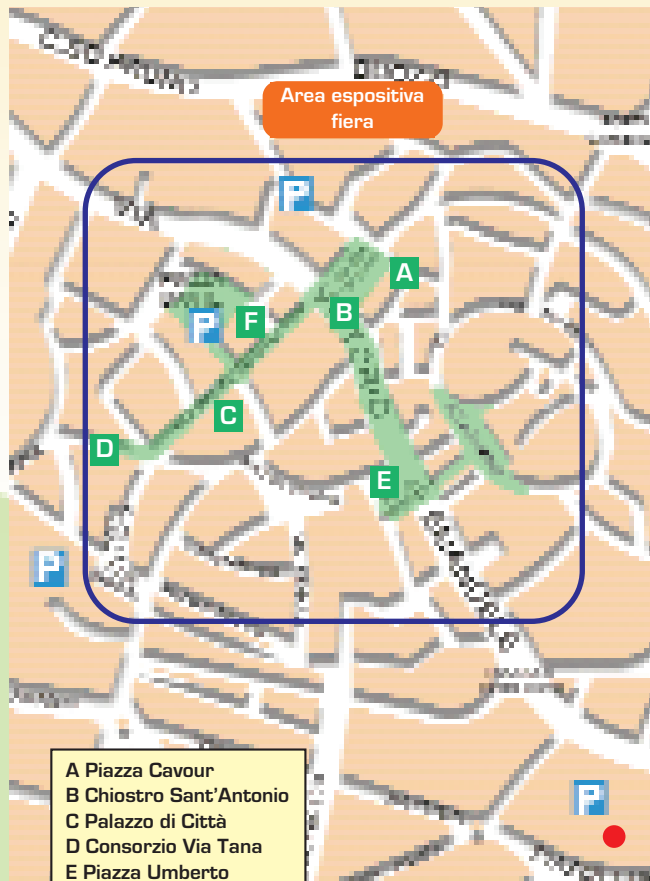 Area espositiva
fiera
P
A
B
F
P
C
D
E
P
P
A Piazza Cavour
B Chiostro Sant'Antonio
C Palazzo di Città
D Consorzio Via Tana
E Piazza Umberto